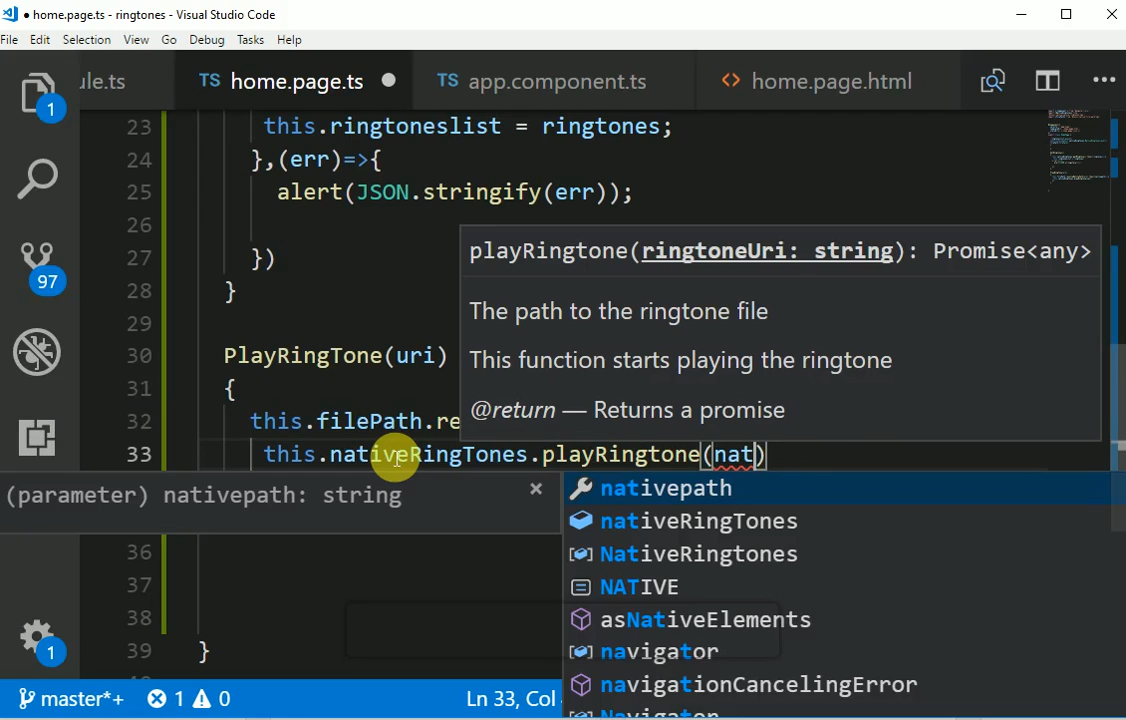 home.page.ts - ringtones - Visual Studio Code
File Edit Selection View Go Debug Tasks Help
ule.ts TS home.page.ts TS app.component.ts <> home.page.html
1
23 this.ringtoneslist = ringtones;
24 },(err)=>{
25 alert(JSON.stringify(err));
26
27 })
28 }
29
30 PlayRingTone(uri)
31 {
32 this.filePath.re
33 this.nativeRingTones.playRingtone(nat)
97
playRingtone(ringtoneUri: string): Promise<any>
The path to the ringtone file
This function starts playing the ringtone
@return — Returns a promise
(parameter) nativepath: string ×
nativepath
nativeRingTones
NativeRingtones
NATIVE
asNativeElements
navigator
navigationCancelingError
Navigator
36
37
38
39 }
1
master*+ 1 0 Ln 33, Col